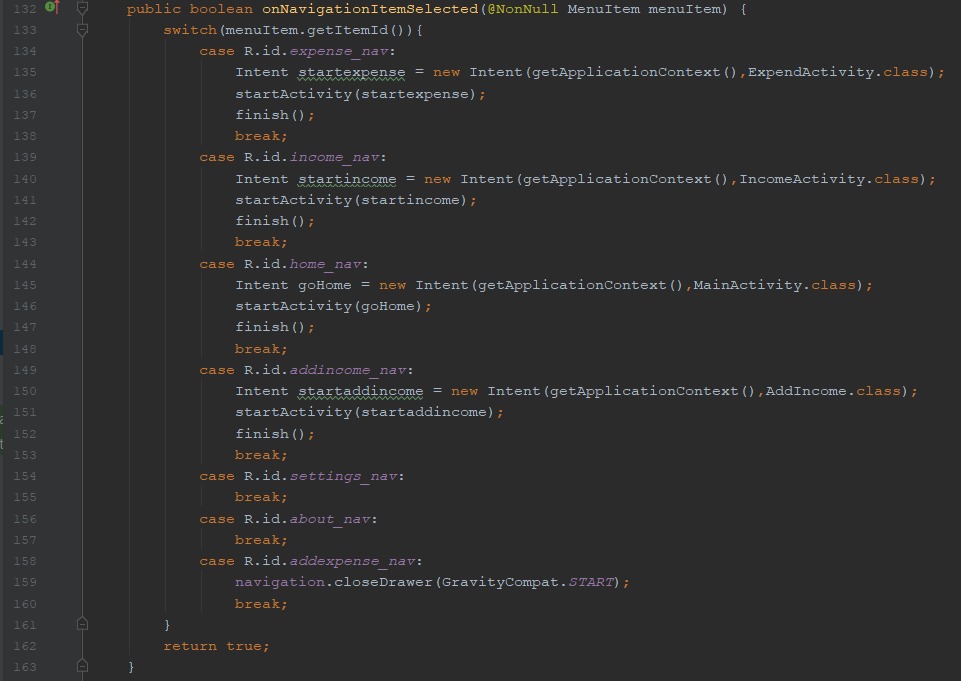 132 public boolean onNavigationItemSelected(@NonNull MenuItem menuItem) {
133 switch(menuItem.getItemId()){
134 case R.id.expense_nav:
135 Intent startexpense = new Intent(getApplicationContext(),ExpendActivity.class);
136 startActivity(startexpense);
137 finish();
138 break;
139 case R.id.income_nav:
140 Intent startincome = new Intent(getApplicationContext(),IncomeActivity.class);
141 startActivity(startincome);
142 finish();
143 break;
144 case R.id.home_nav:
145 Intent goHome = new Intent(getApplicationContext(),MainActivity.class);
146 startActivity(goHome);
147 finish();
148 break;
149 case R.id.addincome_nav:
150 Intent startaddincome = new Intent(getApplicationContext(),AddIncome.class);
151 startActivity(startaddincome);
152 finish();
153 break;
154 case R.id.settings_nav:
155 break;
156 case R.id.about_nav:
157 break;
158 case R.id.addexpense_nav:
159 navigation.closeDrawer(GravityCompat.START);
160 break;
161 }
162 return true;
163 }